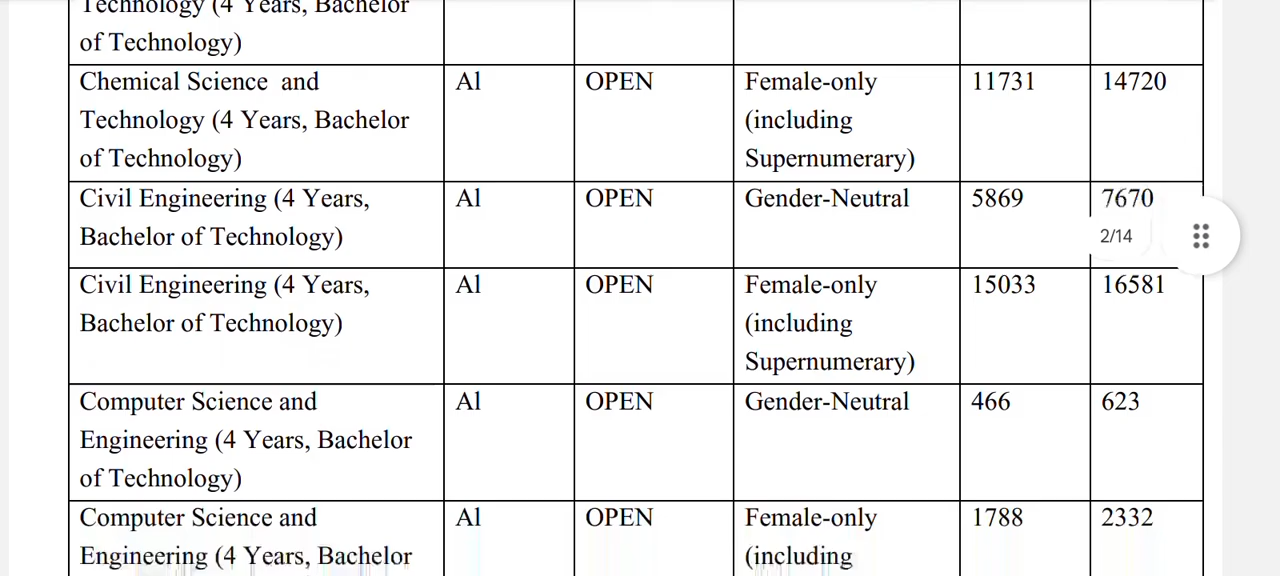 Technology (4 Years, Bachelor
of Technology)
Chemical Science and Al OPEN Female-only 11731 14720
Technology (4 Years, Bachelor (including
of Technology) Supernumerary)
Civil Engineering (4 Years, Al OPEN Gender-Neutral 5869 7670
Bachelor of Technology) 2/14
Civil Engineering (4 Years, Al OPEN Female-only 15033 16581
Bachelor of Technology) (including
Supernumerary)
Computer Science and Al OPEN Gender-Neutral 466 623
Engineering (4 Years, Bachelor
of Technology)
Computer Science and Al OPEN Female-only 1788 2332
Engineering (4 Years, Bachelor (including